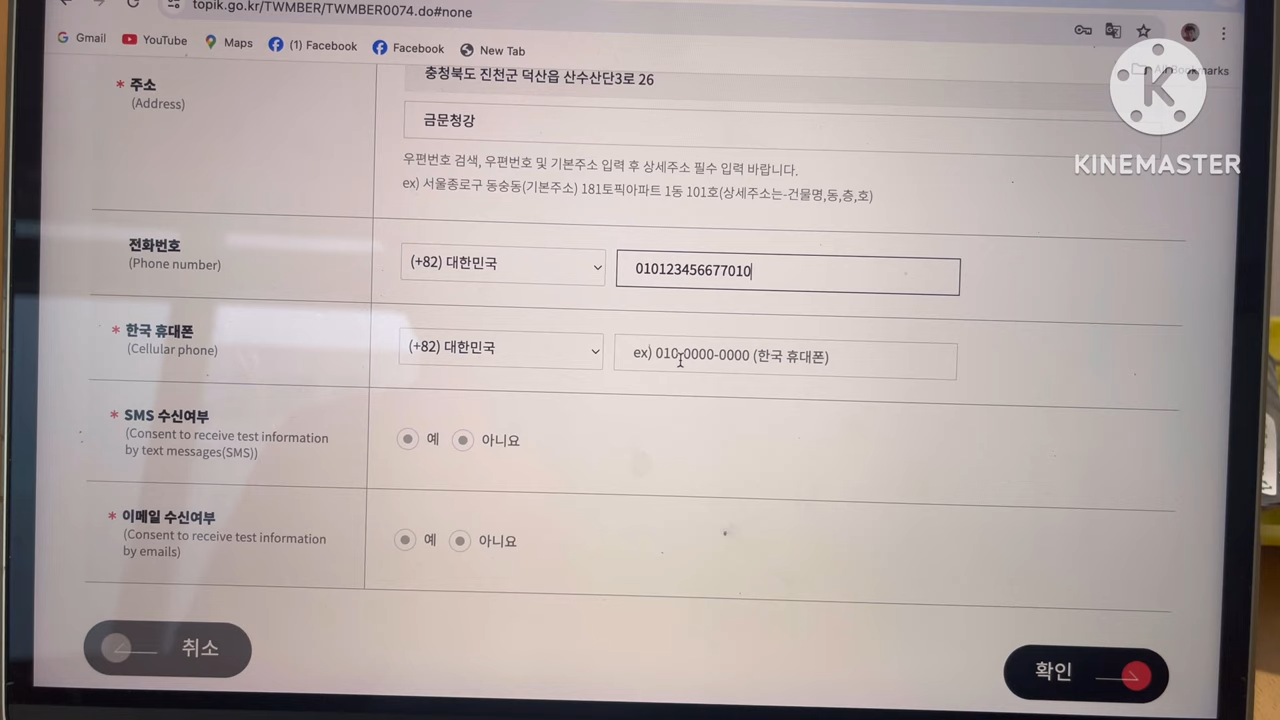 topik.go.kr/TWMBER/TWMBER0074.do#none
Gmail YouTube Maps (1) Facebook Facebook New Tab
All Bookmarks
KINEMASTER
* 주소
(Address)
충청북도 진천군 덕산읍 산수산단3로 26
금문청강
우편번호 검색, 우편번호 및 기본주소 입력 후 상세주소 필수 입력 바랍니다.
ex) 서울종로구 동숭동(기본주소) 181토픽아파트 1동 101호(상세주소는-건물명,동,층,호)
전화번호
(Phone number)
(+82) 대한민국
010123456677010
* 한국 휴대폰
(Cellular phone)
(+82) 대한민국
ex) 010-0000-0000 (한국 휴대폰)
* SMS 수신여부
(Consent to receive test information
by text messages(SMS))
예 아니요
* 이메일 수신여부
(Consent to receive test information
by emails)
예 아니요
취소
확인